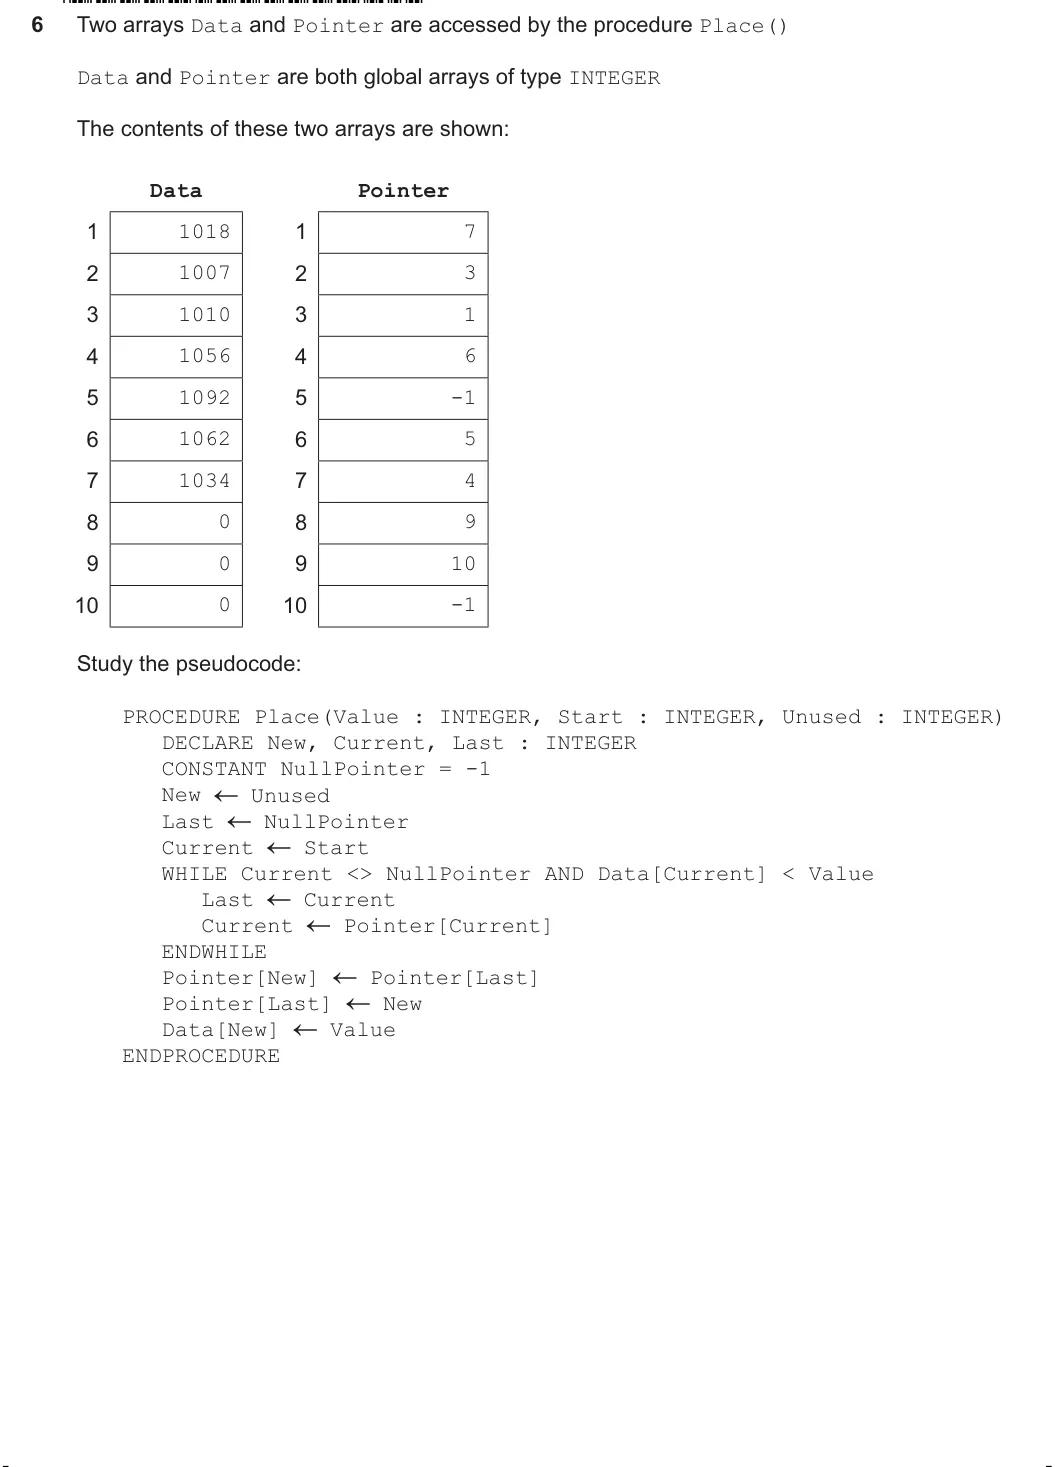 6 Two arrays Data and Pointer are accessed by the procedure Place()
Data and Pointer are both global arrays of type INTEGER
The contents of these two arrays are shown:
Data Pointer
1 1018 1 7
2 1007 2 3
3 1010 3 1
4 1056 4 6
5 1092 5 -1
6 1062 6 5
7 1034 7 4
8 0 8 9
9 0 9 10
10 0 10 -1
Study the pseudocode:
PROCEDURE Place(Value : INTEGER, Start : INTEGER, Unused : INTEGER)
DECLARE New, Current, Last : INTEGER
CONSTANT NullPointer = -1
New ← Unused
Last ← NullPointer
Current ← Start
WHILE Current <> NullPointer AND Data[Current] < Value
Last ← Current
Current ← Pointer[Current]
ENDWHILE
Pointer[New] ← Pointer[Last]
Pointer[Last] ← New
Data[New] ← Value
ENDPROCEDURE